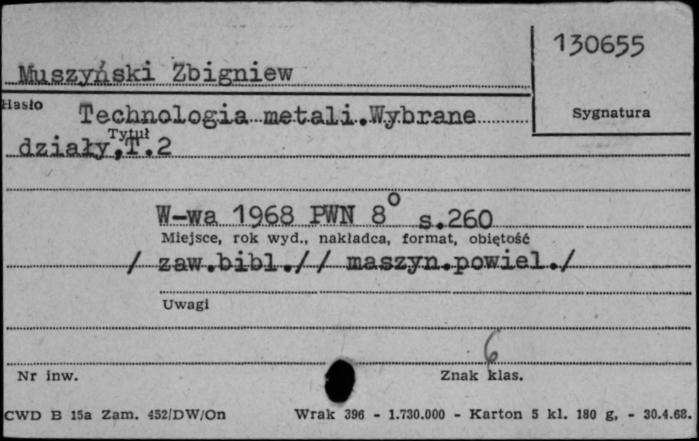 130655
Muszyński Zbigniew
Hasło
Technologia metali.Wybrane
Sygnatura
Tytuł
działy,T.2
W-wa 1968 PWN 8° s.260
Miejsce, rok wyd., nakładca, format, objętość
/ zaw.bibl.// maszyn.powiel./
Uwagi
6
Nr inw.
Znak klas.
CWD B 15a Zam. 452/DW/On Wrak 396 - 1.730.000 - Karton 5 kl. 180 g, - 30.4.68.